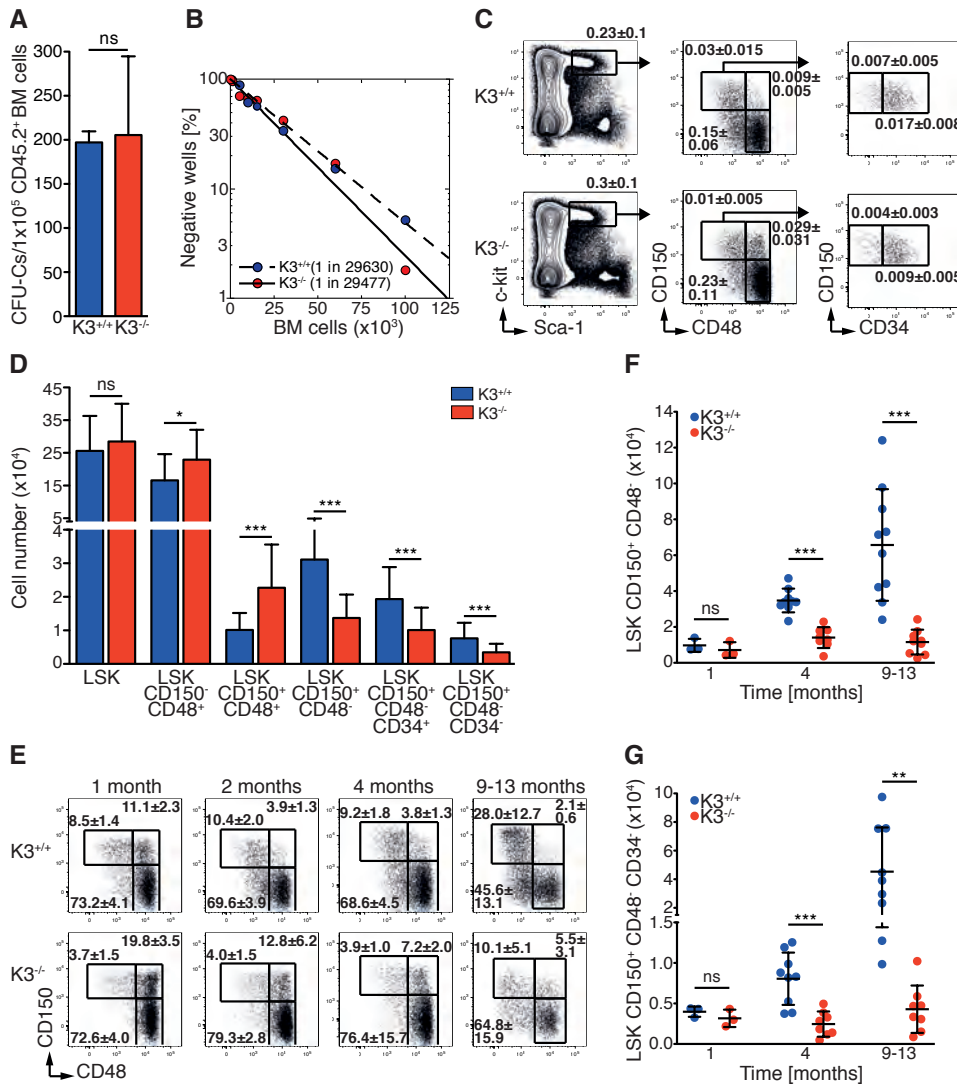 A
ns
CFU-Cs/1x10⁵ CD45.2⁺ BM cells
300
250
200
150
100
50
0
K3⁺/⁺ K3⁻/⁻
B
Negative wells [%]
100
30
10
3
1
K3⁺/⁺(1 in 29630)
K3⁻/⁻ (1 in 29477)
0 25 50 75 100 125
BM cells (x10³)
C
0.23±0.1
K3⁺/⁺
0.03±0.015
0.009±
0.005
0.15±
0.06
0.007±0.005
0.017±0.008
0.3±0.1
K3⁻/⁻
0.01±0.005
0.029±
0.031
0.23±
0.11
0.004±0.003
0.009±0.005
c-kit
Sca-1
CD150
CD48
CD150
CD34
D
Cell number (x10⁴)
45
35
25
15
5
4
3
2
1
0
ns
*
***
***
***
***
K3⁺/⁺
K3⁻/⁻
LSK
LSK
CD150⁻
CD48⁺
LSK
CD150⁺
CD48⁺
LSK
CD150⁺
CD48⁻
LSK
CD150⁺
CD48⁻
CD34⁺
LSK
CD150⁺
CD48⁻
CD34⁻
E
1 month
2 months
4 months
9-13 months
K3⁺/⁺
11.1±2.3
8.5±1.4
73.2±4.1
3.9±1.3
10.4±2.0
69.6±3.9
9.2±1.8 3.8±1.3
68.6±4.5
2.1±
0.6
28.0±12.7
45.6±
13.1
K3⁻/⁻
19.8±3.5
3.7±1.5
72.6±4.0
12.8±6.2
4.0±1.5
79.3±2.8
3.9±1.0 7.2±2.0
76.4±15.7
5.5±
3.1
10.1±5.1
64.8±
15.9
CD150
CD48
F
LSK CD150⁺ CD48⁻ (x10⁴)
14
12
10
8
6
4
2
0
K3⁺/⁺
K3⁻/⁻
ns
***
***
1 4 9-13
Time [months]
G
LSK CD150⁺ CD48⁻ CD34⁻ (x10⁴)
10
8
6
4
2
1.5
1.0
0.5
0
K3⁺/⁺
K3⁻/⁻
ns
***
**
1 4 9-13
Time [months]